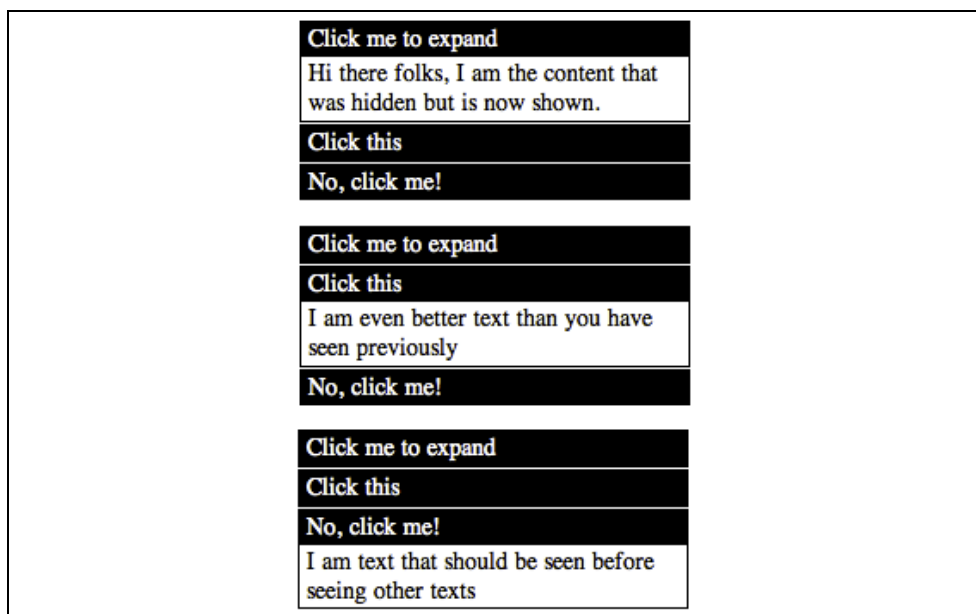 Click me to expand
Hi there folks, I am the content that
was hidden but is now shown.
Click this
No, click me!
Click me to expand
Click this
I am even better text than you have
seen previously
No, click me!
Click me to expand
Click this
No, click me!
I am text that should be seen before
seeing other texts